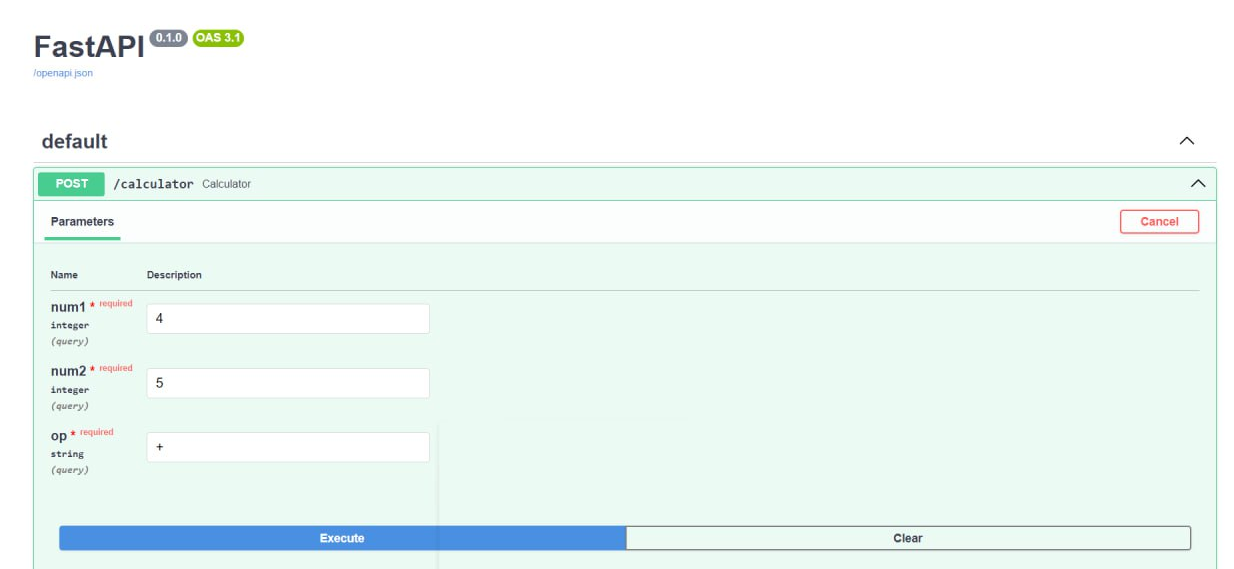 FastAPI 0.1.0 OAS 3.1
/openapi.json
default
POST /calculator Calculator
Parameters Cancel
Name Description
num1 * required
integer
(query)
4
num2 * required
integer
(query)
5
op * required
string
(query)
+
Execute Clear